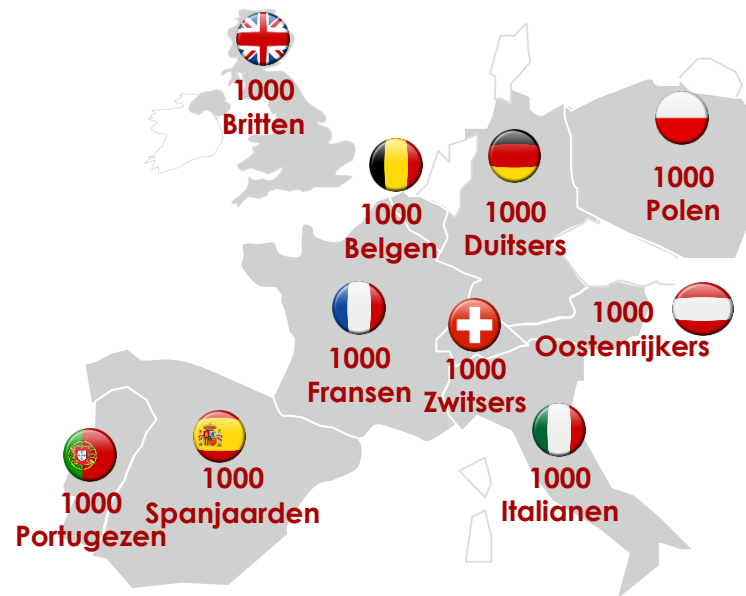 1000
Britten
1000
Polen
1000
Belgen
1000
Duitsers
1000
Oostenrijkers
1000
Fransen
1000
Zwitsers
1000
Italianen
1000
Spanjaarden
1000
Portugezen